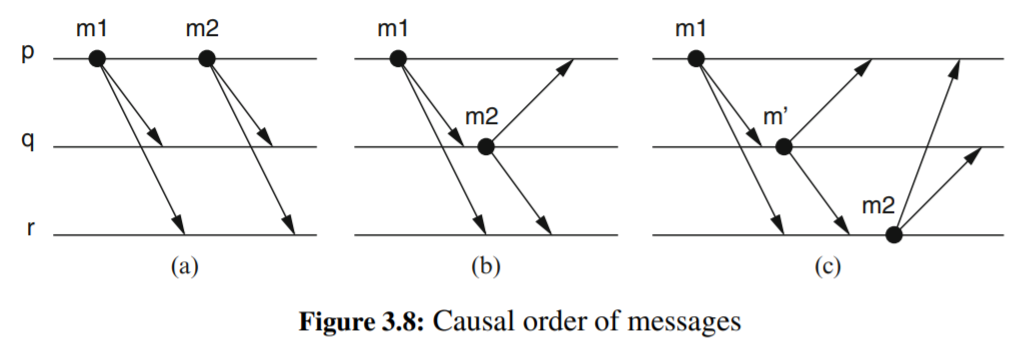 m1 m2 m1 m1
p
m2 m'
q
m2
r
(a) (b) (c)
Figure 3.8: Causal order of messages